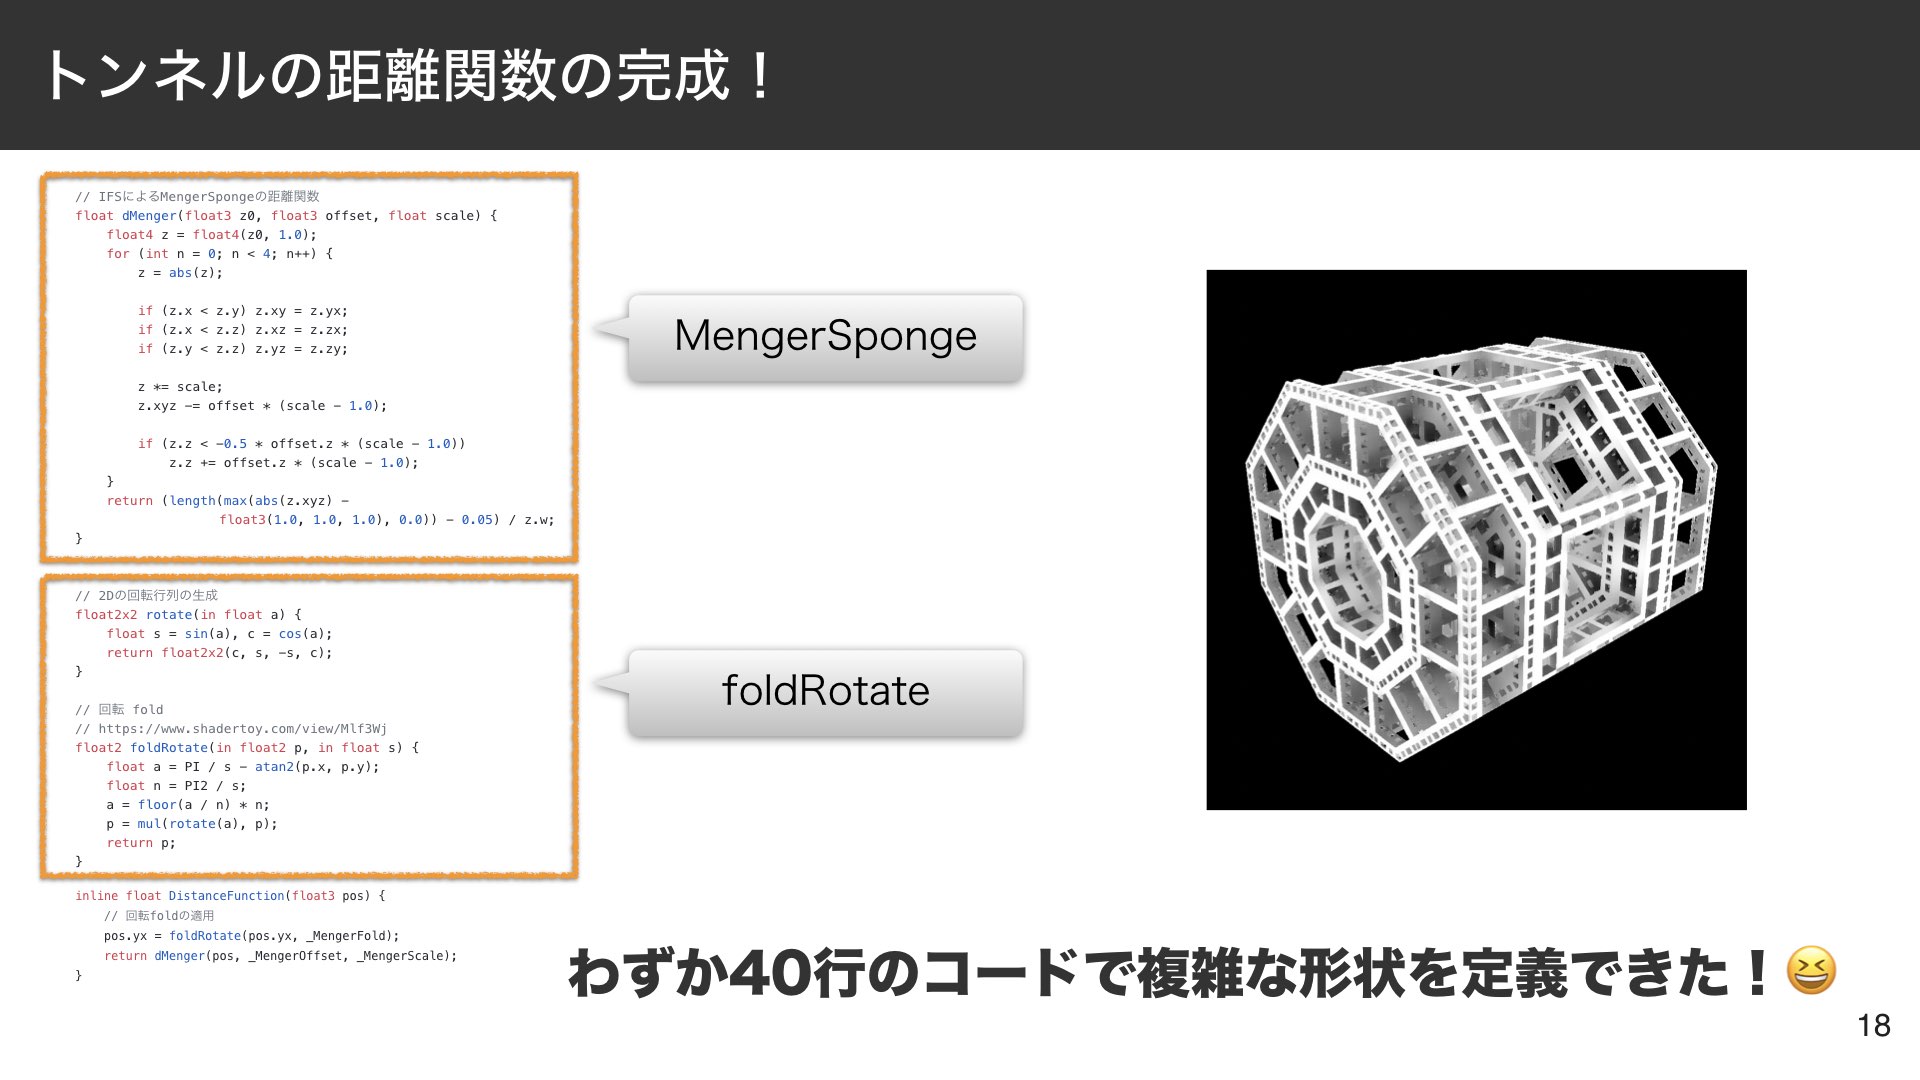 トンネルの距離関数の完成！
// IFSによるMengerSpongeの距離関数
float dMenger(float3 z0, float3 offset, float scale) {
    float4 z = float4(z0, 1.0);
    for (int n = 0; n < 4; n++) {
        z = abs(z);

        if (z.x < z.y) z.xy = z.yx;
        if (z.x < z.z) z.xz = z.zx;
        if (z.y < z.z) z.yz = z.zy;

        z *= scale;
        z.xyz -= offset * (scale - 1.0);

        if (z.z < -0.5 * offset.z * (scale - 1.0))
            z.z += offset.z * (scale - 1.0);
    }
    return (length(max(abs(z.xyz) -
                  float3(1.0, 1.0, 1.0), 0.0)) - 0.05) / z.w;
}
MengerSponge
// 2Dの回転行列の生成
float2x2 rotate(in float a) {
    float s = sin(a), c = cos(a);
    return float2x2(c, s, -s, c);
}

// 回転 fold
// https://www.shadertoy.com/view/Mlf3Wj
float2 foldRotate(in float2 p, in float s) {
    float a = PI / s - atan2(p.x, p.y);
    float n = PI2 / s;
    a = floor(a / n) * n;
    p = mul(rotate(a), p);
    return p;
}
foldRotate
inline float DistanceFunction(float3 pos) {
    // 回転foldの適用
    pos.yx = foldRotate(pos.yx, _MengerFold);
    return dMenger(pos, _MengerOffset, _MengerScale);
}
わずか40行のコードで複雑な形状を定義できた！😆
18